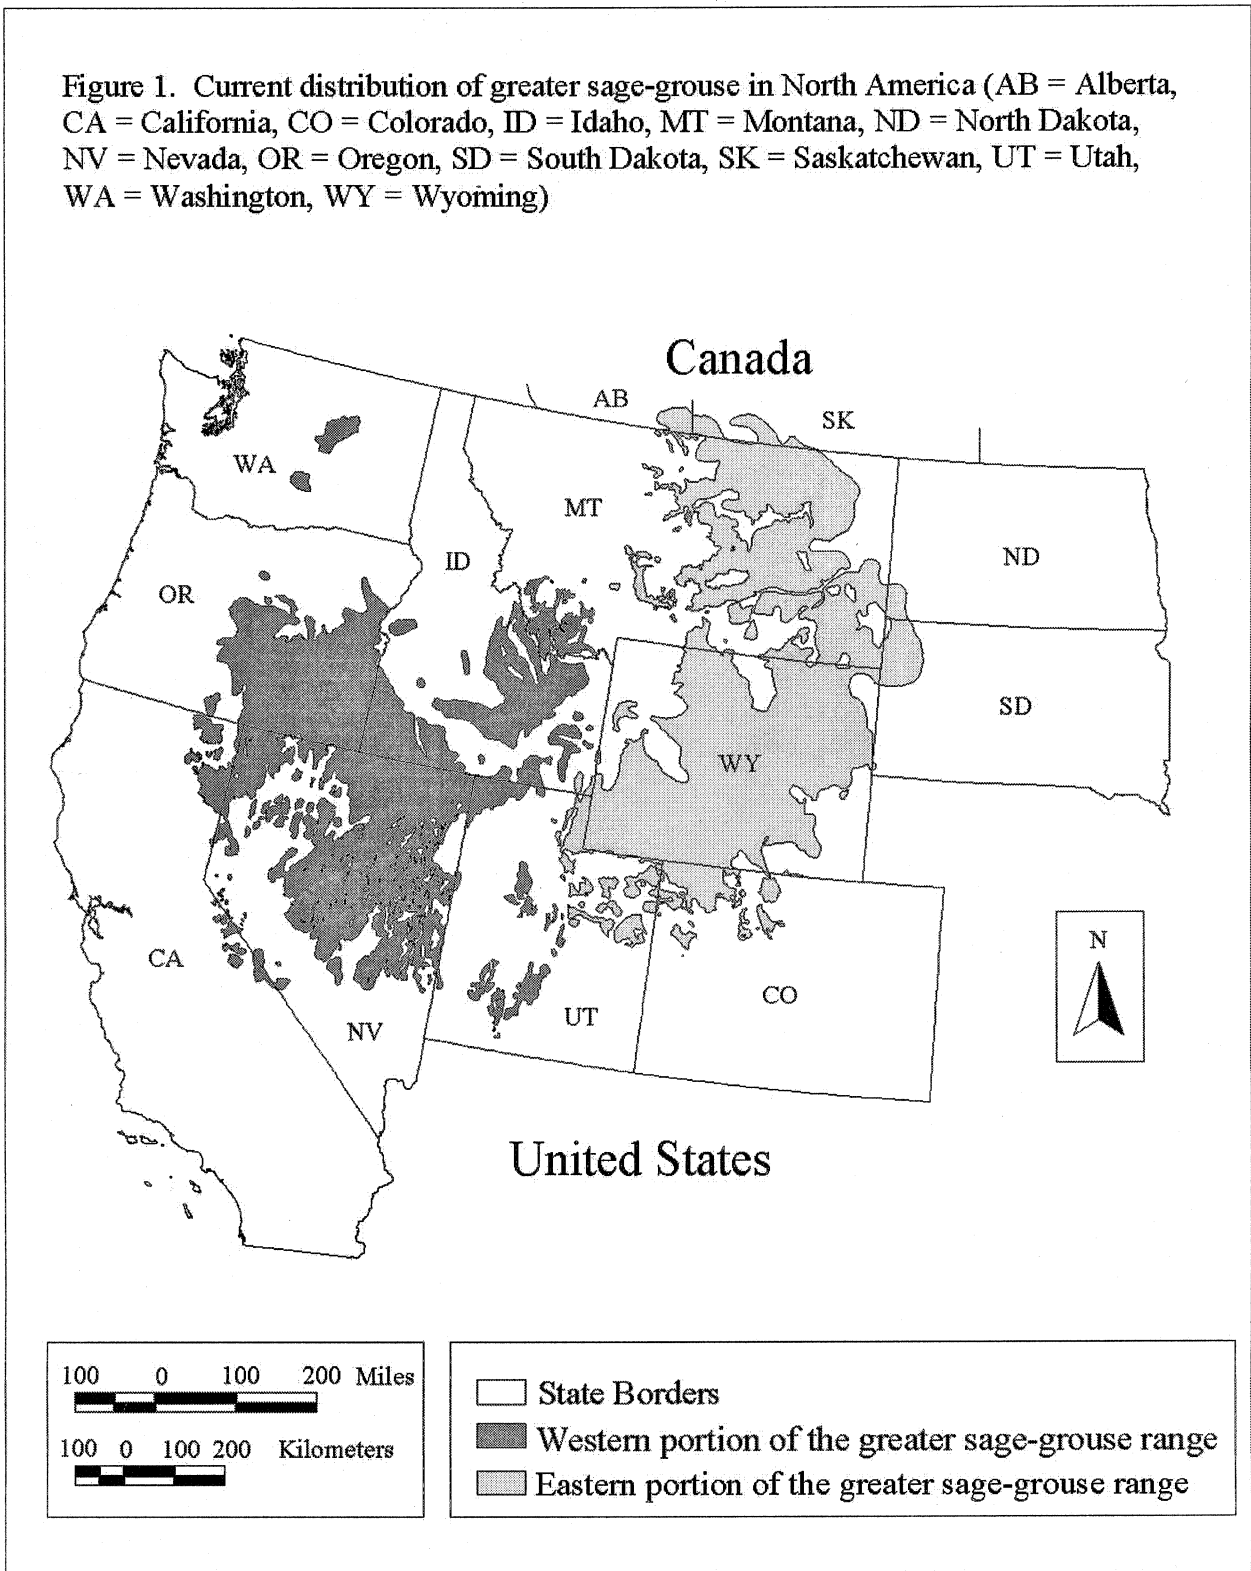 Figure 1. Current distribution of greater sage-grouse in North America (AB = Alberta,
CA = California, CO = Colorado, ID = Idaho, MT = Montana, ND = North Dakota,
NV = Nevada, OR = Oregon, SD = South Dakota, SK = Saskatchewan, UT = Utah,
WA = Washington, WY = Wyoming)
Canada
AB
SK
WA
MT
ND
ID
OR
SD
WY
N
CA
CO
UT
NV
United States
100 0 100 200 Miles
100 0 100 200 Kilometers
State Borders
Western portion of the greater sage-grouse range
Eastern portion of the greater sage-grouse range